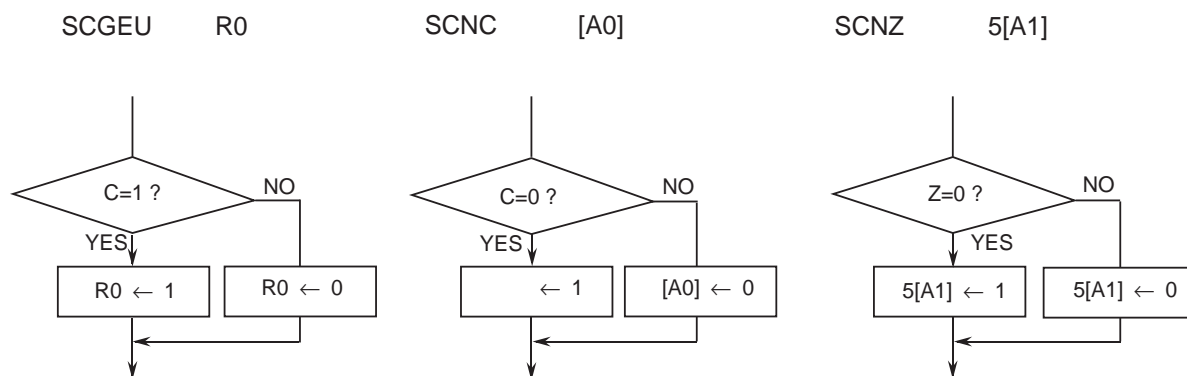 SCGEU R0
SCNC [A0]
SCNZ 5[A1]
C=1 ?
NO
YES
R0 ← 1
R0 ← 0
C=0 ?
NO
YES
← 1
[A0] ← 0
Z=0 ?
NO
YES
5[A1] ← 1
5[A1] ← 0